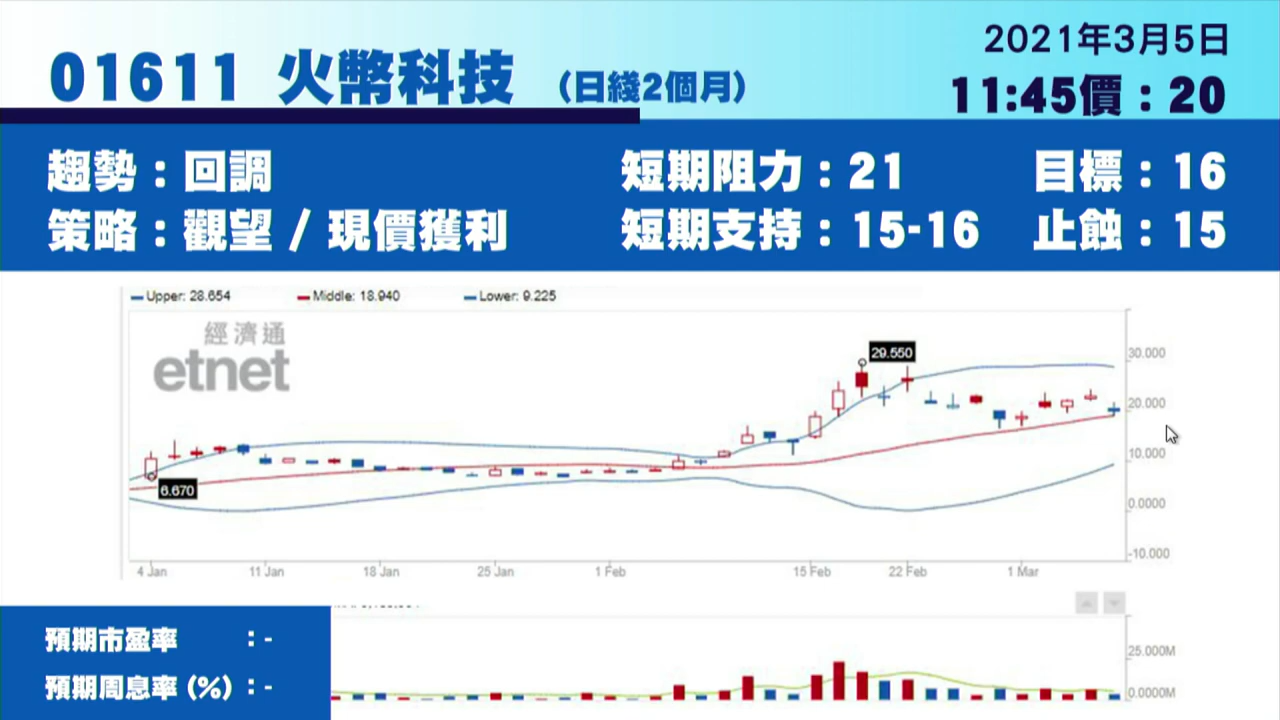 2021年3月5日
01611 火幣科技 (日綫2個月)
11:45價：20
趨勢：回調 短期阻力：21 目標：16
策略：觀望 / 現價獲利 短期支持：15-16 止蝕：15
Upper: 28.654 Middle: 18.940 Lower: 9.225
經濟通
etnet
29.550
30.000
20.000
10.000
6.670
0.0000
-10.000
4 Jan 11 Jan 18 Jan 25 Jan 1 Feb 15 Feb 22 Feb 1 Mar
預期市盈率 ：-
25.000M
預期周息率 (%) ：-
0.0000M